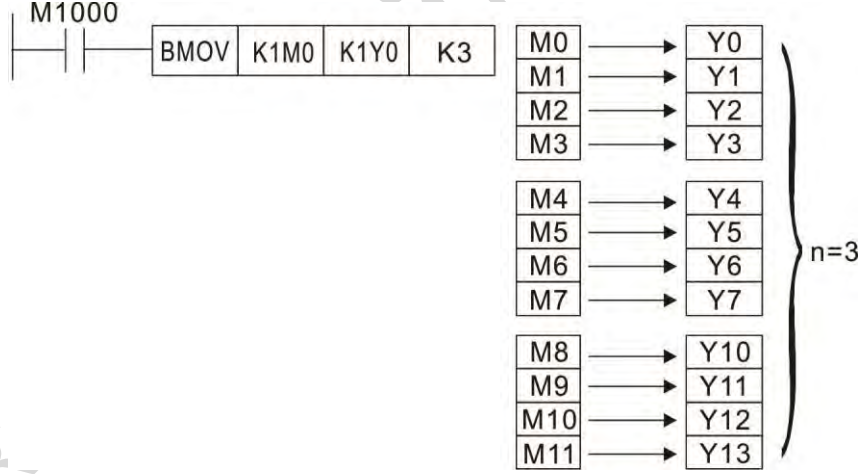 M1000
BMOV K1M0 K1Y0 K3
M0 Y0
M1 Y1
M2 Y2
M3 Y3
M4 Y4
M5 Y5
M6 Y6
M7 Y7
n=3
M8 Y10
M9 Y11
M10 Y12
M11 Y13